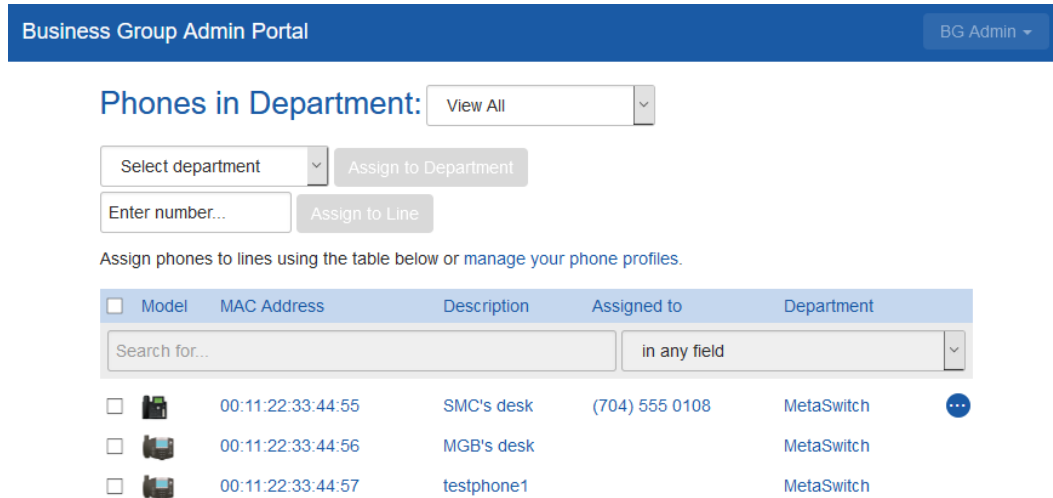 Business Group Admin Portal BG Admin
Phones in Department: View All
Select department Assign to Department
Enter number... Assign to Line
Assign phones to lines using the table below or manage your phone profiles.
Model MAC Address Description Assigned to Department
Search for... in any field
00:11:22:33:44:55 SMC's desk (704) 555 0108 MetaSwitch
00:11:22:33:44:56 MGB's desk MetaSwitch
00:11:22:33:44:57 testphone1 MetaSwitch